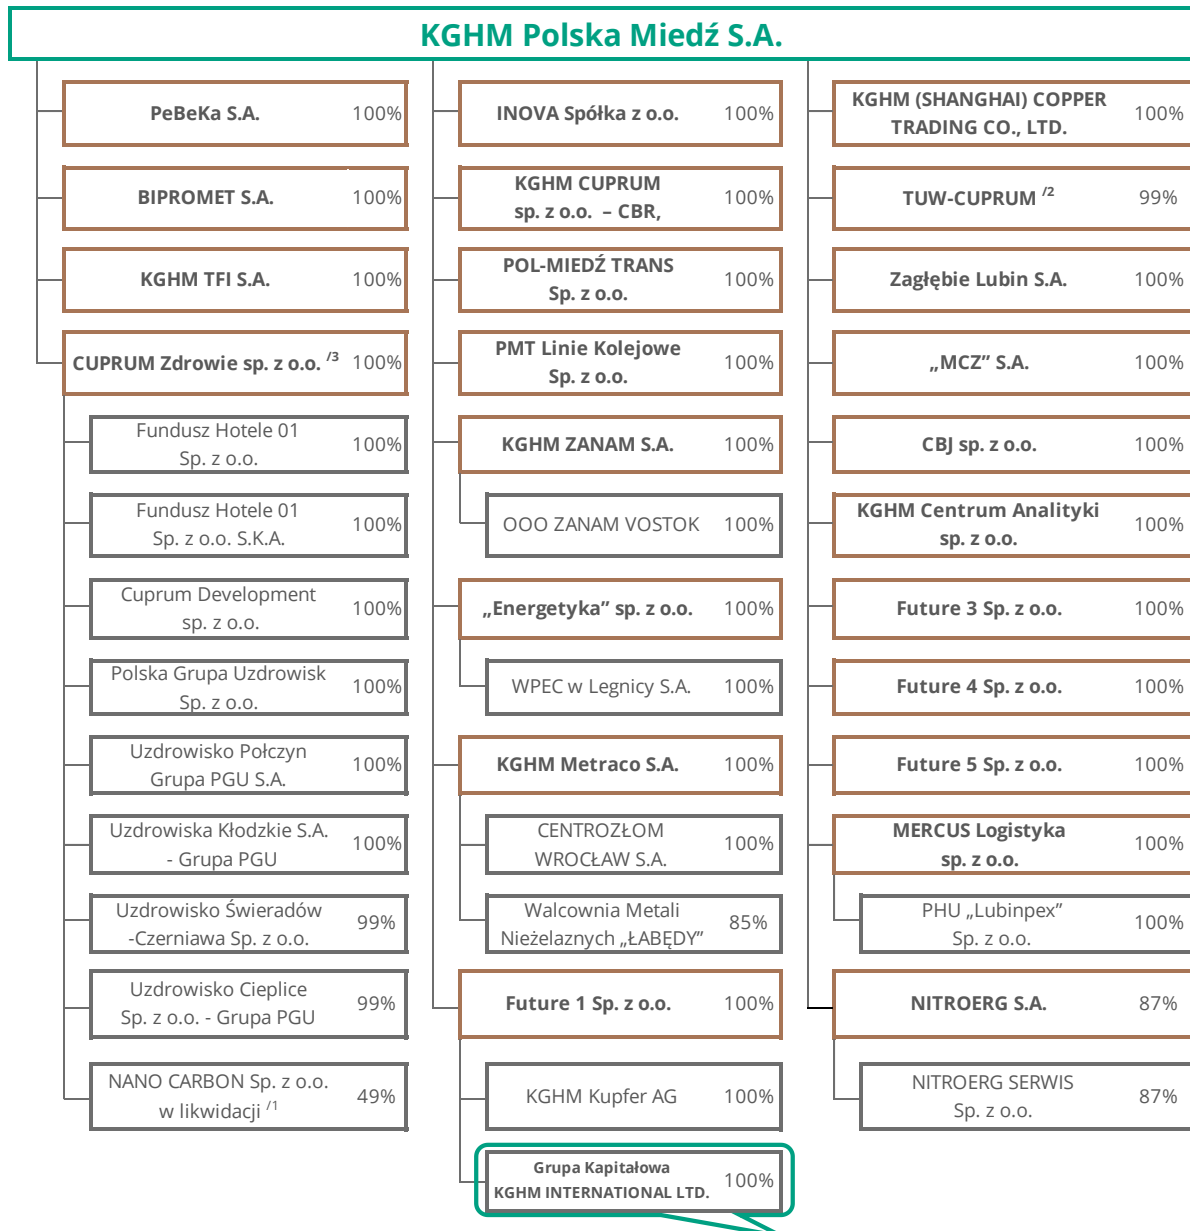 KGHM Polska Miedź S.A.
PeBeKa S.A. 100%
BIPROMET S.A. 100%
KGHM TFI S.A. 100%
CUPRUM Zdrowie sp. z o.o. /3 100%
Fundusz Hotele 01
Sp. z o.o. 100%
Fundusz Hotele 01
Sp. z o.o. S.K.A. 100%
Cuprum Development
sp. z o.o. 100%
Polska Grupa Uzdrowisk
Sp. z o.o. 100%
Uzdrowisko Połczyn
Grupa PGU S.A. 100%
Uzdrowiska Kłodzkie S.A.
- Grupa PGU 100%
Uzdrowisko Świeradów
-Czerniawa Sp. z o.o. 99%
Uzdrowisko Cieplice
Sp. z o.o. - Grupa PGU 99%
NANO CARBON Sp. z o.o.
w likwidacji /1 49%
INOVA Spółka z o.o. 100%
KGHM CUPRUM
sp. z o.o. – CBR, 100%
POL-MIEDŹ TRANS
Sp. z o.o. 100%
PMT Linie Kolejowe
Sp. z o.o. 100%
KGHM ZANAM S.A. 100%
OOO ZANAM VOSTOK 100%
„Energetyka” sp. z o.o. 100%
WPEC w Legnicy S.A. 100%
KGHM Metraco S.A. 100%
CENTROZŁOM
WROCŁAW S.A. 100%
Walcownia Metali
Nieżelaznych „ŁABĘDY” 85%
Future 1 Sp. z o.o. 100%
KGHM Kupfer AG 100%
Grupa Kapitałowa
KGHM INTERNATIONAL LTD. 100%
KGHM (SHANGHAI) COPPER
TRADING CO., LTD. 100%
TUW-CUPRUM /2 99%
Zagłębie Lubin S.A. 100%
„MCZ” S.A. 100%
CBJ sp. z o.o. 100%
KGHM Centrum Analityki
sp. z o.o. 100%
Future 3 Sp. z o.o. 100%
Future 4 Sp. z o.o. 100%
Future 5 Sp. z o.o. 100%
MERCUS Logistyka
sp. z o.o. 100%
PHU „Lubinpex”
Sp. z o.o. 100%
NITROERG S.A. 87%
NITROERG SERWIS
Sp. z o.o. 87%